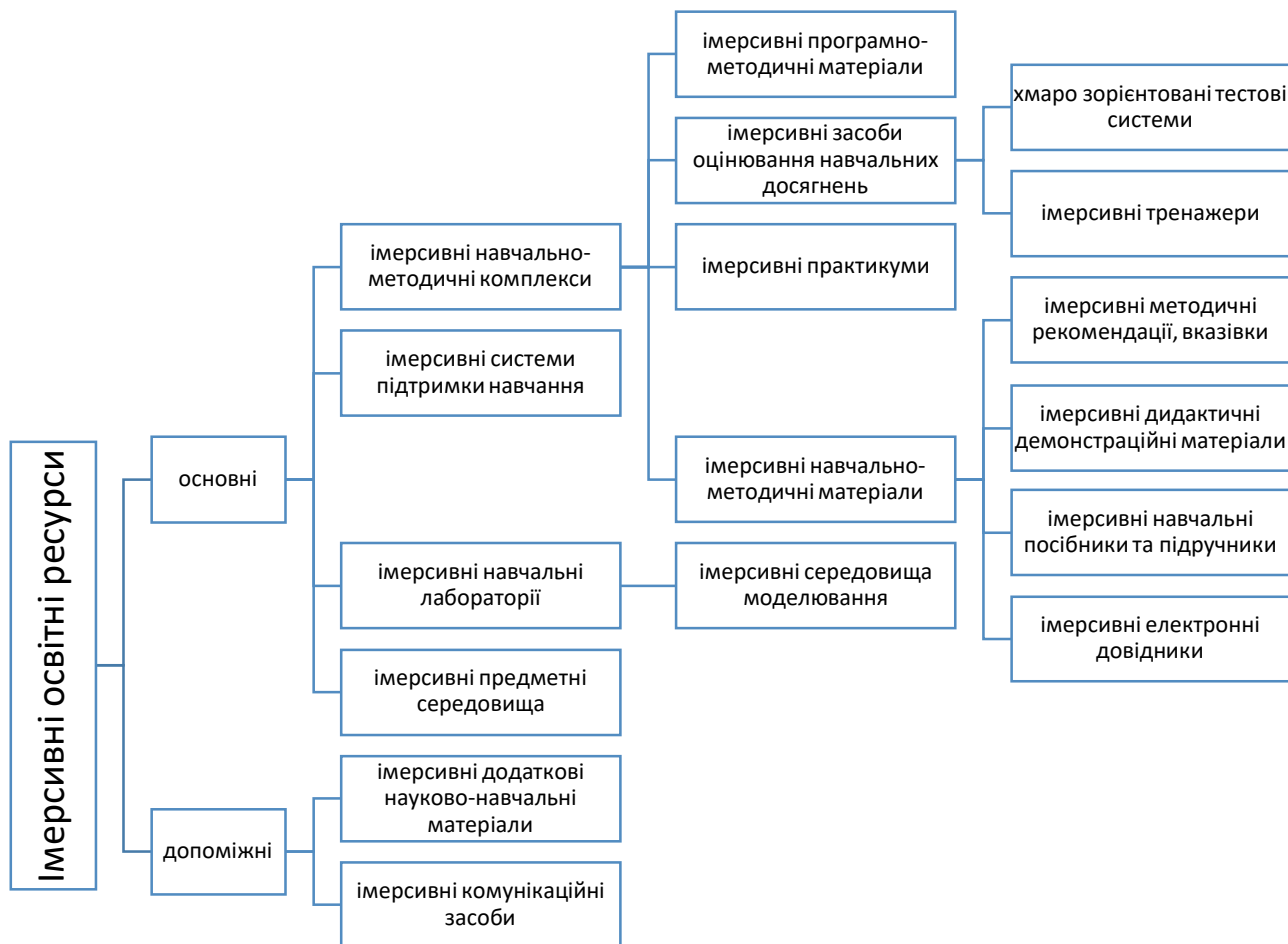 Імерсивні освітні ресурси
основні
імерсивні навчально-
методичні комплекси
імерсивні програмно-
методичні матеріали
імерсивні засоби
оцінювання навчальних
досягнень
хмаро зорієнтовані тестові
системи
імерсивні тренажери
імерсивні практикуми
імерсивні навчально-
методичні матеріали
імерсивні методичні
рекомендації, вказівки
імерсивні дидактичні
демонстраційні матеріали
імерсивні навчальні
посібники та підручники
імерсивні електронні
довідники
імерсивні системи
підтримки навчання
імерсивні навчальні
лабораторії
імерсивні середовища
моделювання
імерсивні предметні
середовища
допоміжні
імерсивні додаткові
науково-навчальні
матеріали
імерсивні комунікаційні
засоби